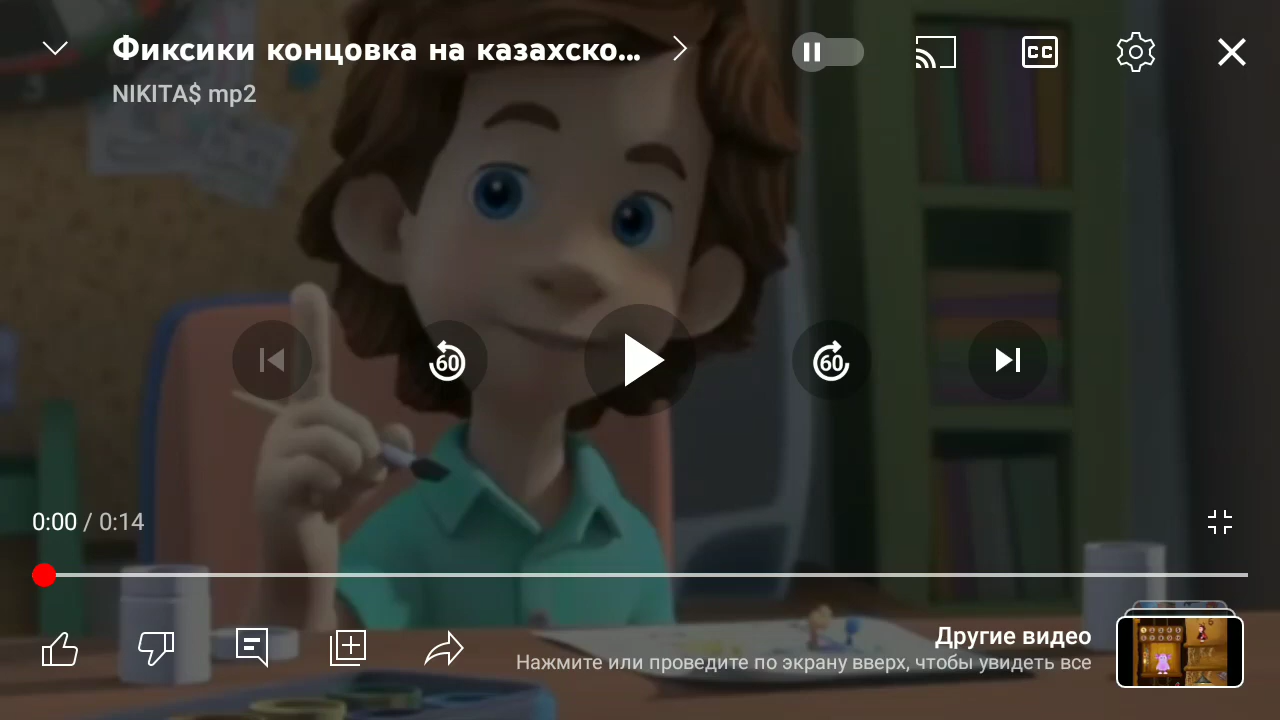 Фиксики концовка на казахско...
NIKITA$ mp2
CC
60
60
0:00 / 0:14
Другие видео
Нажмите или проведите по экрану вверх, чтобы увидеть все